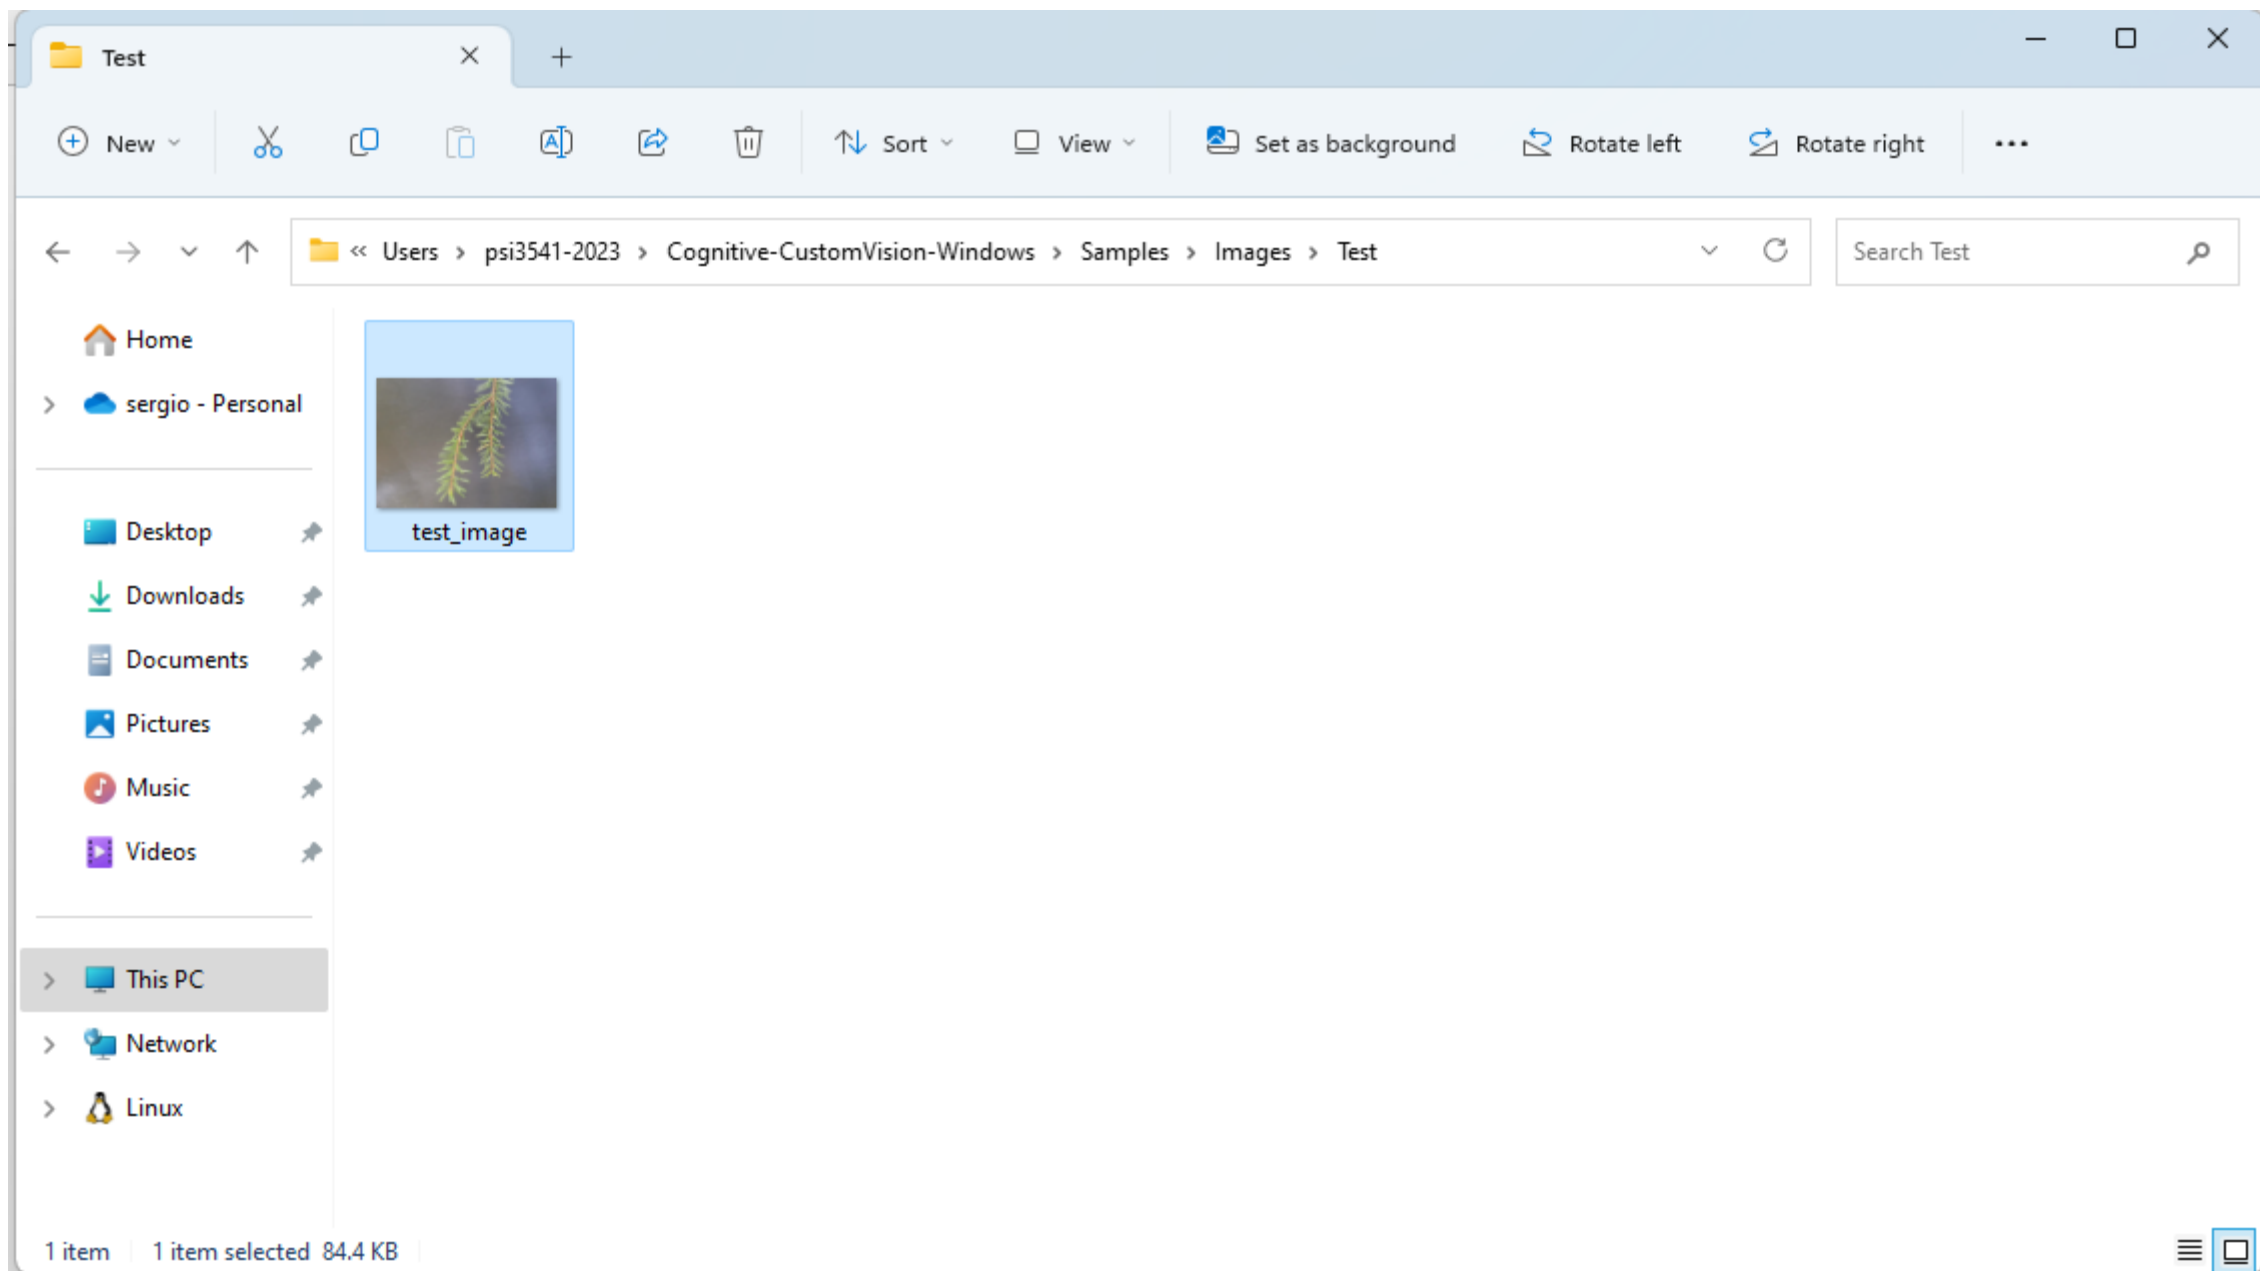 Test
New
Sort
View
Set as background
Rotate left
Rotate right
« Users > psi3541-2023 > Cognitive-CustomVision-Windows > Samples > Images > Test
Search Test
Home
sergio - Personal
Desktop
Downloads
Documents
Pictures
Music
Videos
This PC
Network
Linux
test_image
1 item
1 item selected 84.4 KB